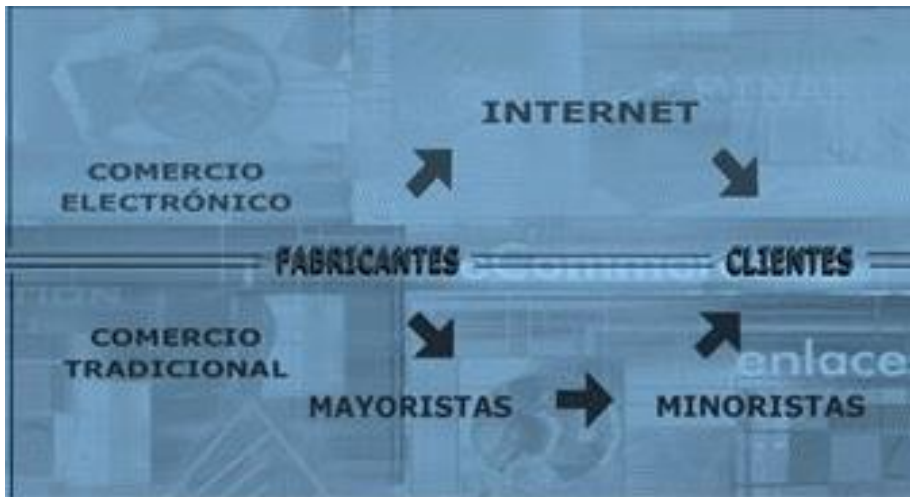 INTERNET
COMERCIO
ELECTRÓNICO
FABRICANTES
CLIENTES
COMERCIO
TRADICIONAL
enlace
MAYORISTAS
MINORISTAS